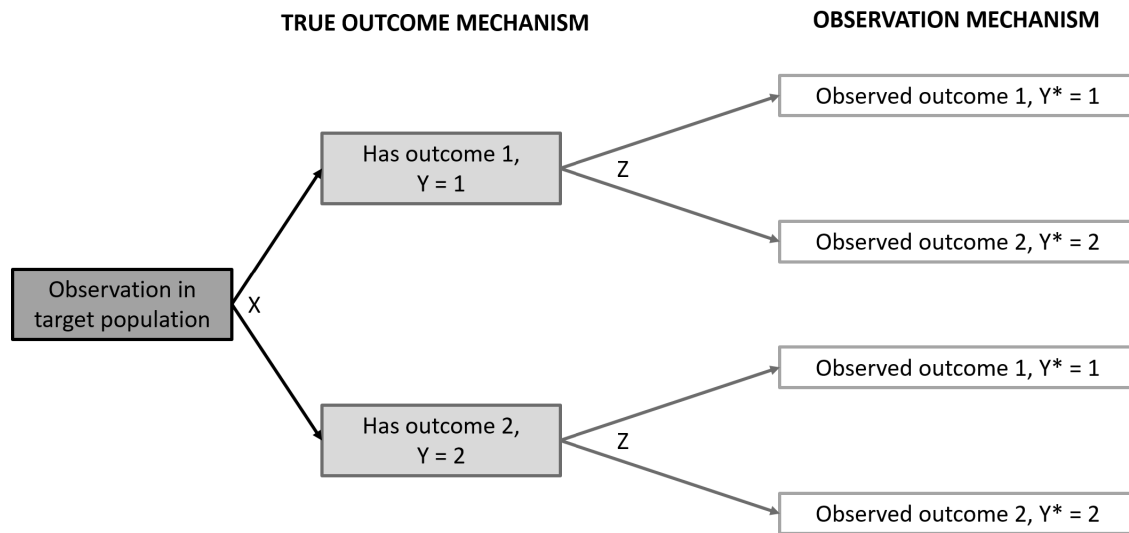 TRUE OUTCOME MECHANISM
OBSERVATION MECHANISM
Observed outcome 1, Y* = 1
Has outcome 1,
Y = 1
Z
Observed outcome 2, Y* = 2
Observation in
target population
X
Observed outcome 1, Y* = 1
Has outcome 2,
Y = 2
Z
Observed outcome 2, Y* = 2